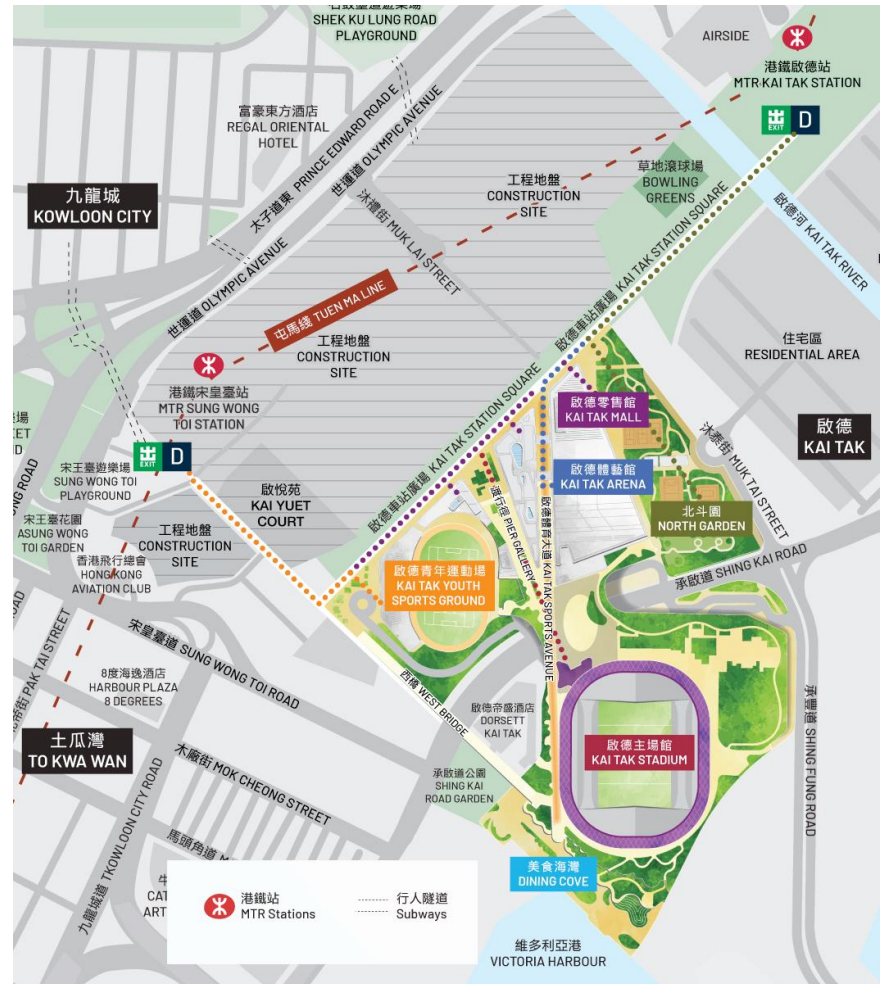 SHEK KU LUNG ROAD
PLAYGROUND
AIRSIDE
港鐵啟德站
MTR KAI TAK STATION
出
EXIT
D
富豪東方酒店
REGAL ORIENTAL
HOTEL
太子道東 PRINCE EDWARD ROAD E
世運道 OLYMPIC AVENUE
九龍城
KOWLOON CITY
沐禮街 MUK LAI STREET
工程地盤
CONSTRUCTION
SITE
草地滾球場
BOWLING
GREENS
啟德河 KAI TAK RIVER
世運道 OLYMPIC AVENUE
屯馬綫 TUEN MA LINE
啟德車站廣場 KAI TAK STATION SQUARE
工程地盤
CONSTRUCTION
SITE
住宅區
RESIDENTIAL AREA
港鐵宋皇臺站
MTR SUNG WONG
TOI STATION
啟德零售館
KAI TAK MALL
啟德
KAI TAK
沐泰街 MUK TAI STREET
出
EXIT
D
宋王臺遊樂場
SUNG WONG TOI
PLAYGROUND
啟悅苑
KAI YUET
COURT
啟德車站廣場 KAI TAK STATION SQUARE
啟德體藝館
KAI TAK ARENA
北斗園
NORTH GARDEN
宋王臺花園
ASUNG WONG
TOI GARDEN
工程地盤
CONSTRUCTION
SITE
香港飛行總會
HONG KONG
AVIATION CLUB
PIER GALLERY
啟德體育大道 KAI TAK SPORTS AVENUE
承啟道 SHING KAI ROAD
啟德青年運動場
KAI TAK YOUTH
SPORTS GROUND
宋皇臺道 SUNG WONG TOI ROAD
PAK TAI STREET
8度海逸酒店
HARBOUR PLAZA
8 DEGREES
西橋 WEST BRIDGE
啟德帝盛酒店
DORSETT
KAI TAK
承豐道 SHING FUNG ROAD
土瓜灣
TO KWA WAN
木廠街 MOK CHEONG STREET
啟德主場館
KAI TAK STADIUM
承啟道公園
SHING KAI
ROAD GARDEN
九龍城道 TKOWLOON CITY ROAD
馬頭角道
美食海灣
DINING COVE
CAT
ART
港鐵站
MTR Stations
行人隧道
Subways
維多利亞港
VICTORIA HARBOUR